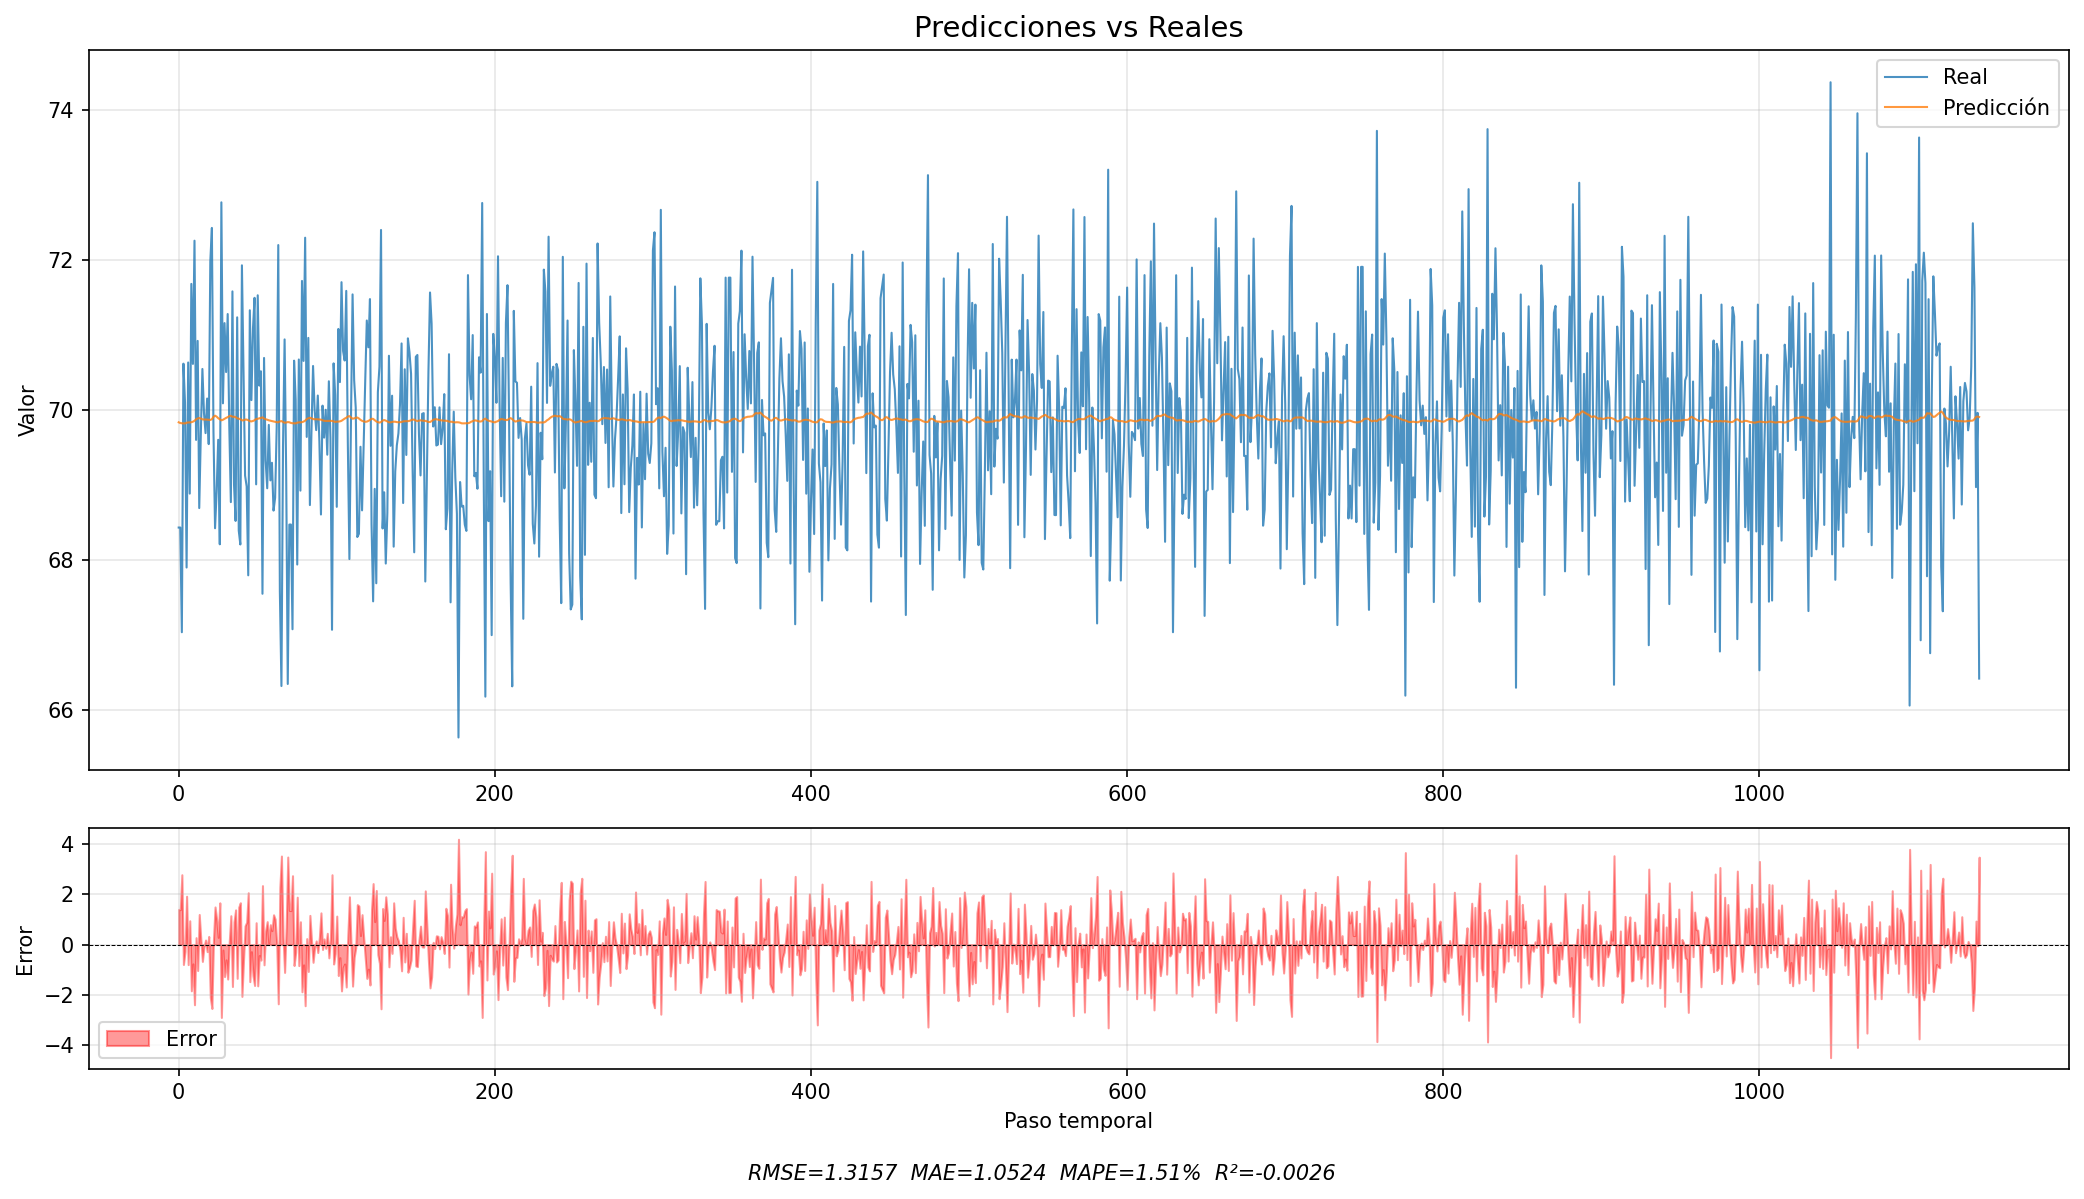 Predicciones vs Reales
Real
Predicción
Valor
74
72
70
68
66
0 200 400 600 800 1000
Error
4
2
0
−2
−4
Error
0 200 400 600 800 1000
Paso temporal
RMSE=1.3157 MAE=1.0524 MAPE=1.51% R²=-0.0026